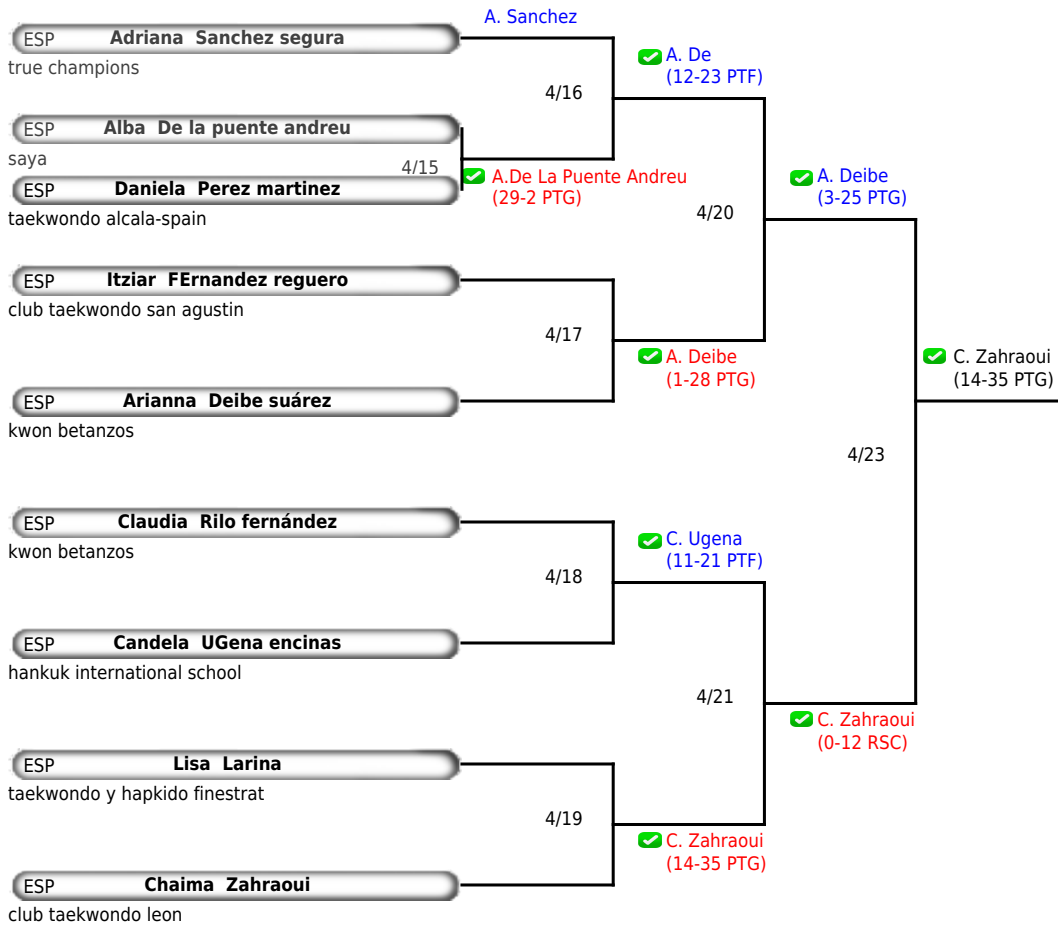 A. Sanchez
ESP Adriana Sanchez segura
true champions
A. De
(12-23 PTF)
4/16
ESP Alba De la puente andreu
saya
4/15
ESP Daniela Perez martinez
taekwondo alcala-spain
A.De La Puente Andreu
(29-2 PTG)
A. Deibe
(3-25 PTG)
4/20
ESP Itziar FErnandez reguero
club taekwondo san agustin
4/17
A. Deibe
(1-28 PTG)
C. Zahraoui
(14-35 PTG)
ESP Arianna Deibe suárez
kwon betanzos
4/23
ESP Claudia Rilo fernández
kwon betanzos
C. Ugena
(11-21 PTF)
4/18
ESP Candela UGena encinas
hankuk international school
4/21
C. Zahraoui
(0-12 RSC)
ESP Lisa Larina
taekwondo y hapkido finestrat
4/19
C. Zahraoui
(14-35 PTG)
ESP Chaima Zahraoui
club taekwondo leon